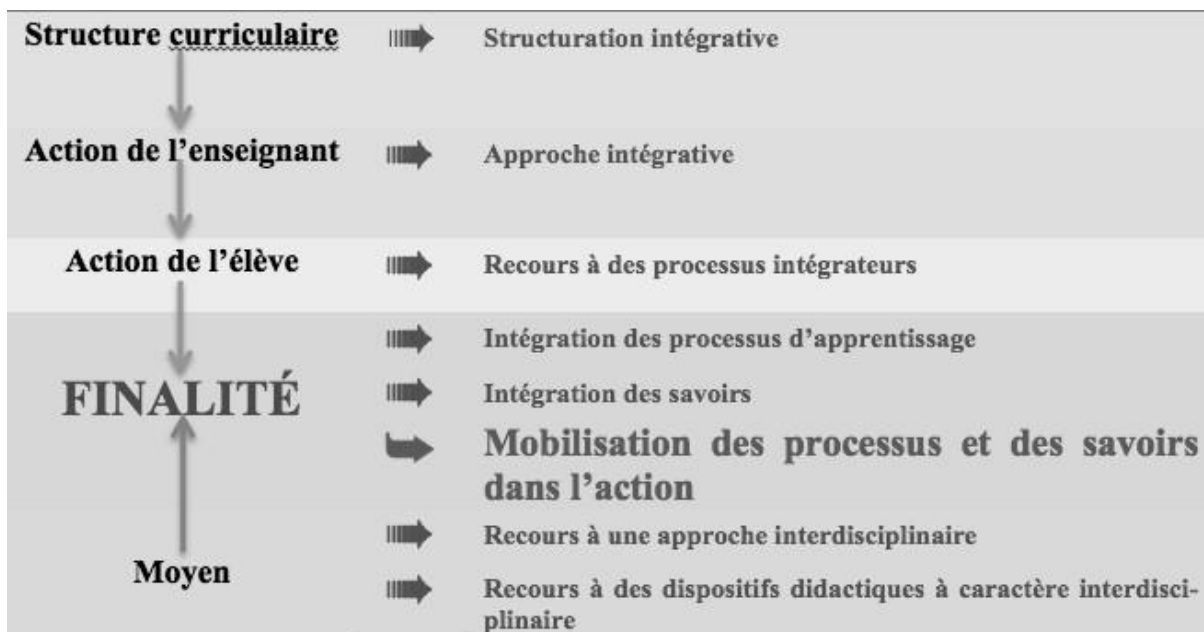 Structure curriculaire
Structuration intégrative
Action de l'enseignant
Approche intégrative
Action de l'élève
Recours à des processus intégrateurs
Intégration des processus d'apprentissage
FINALITÉ
Intégration des savoirs
Mobilisation des processus et des savoirs
dans l'action
Recours à une approche interdisciplinaire
Moyen
Recours à des dispositifs didactiques à caractère interdisci-
plinaire